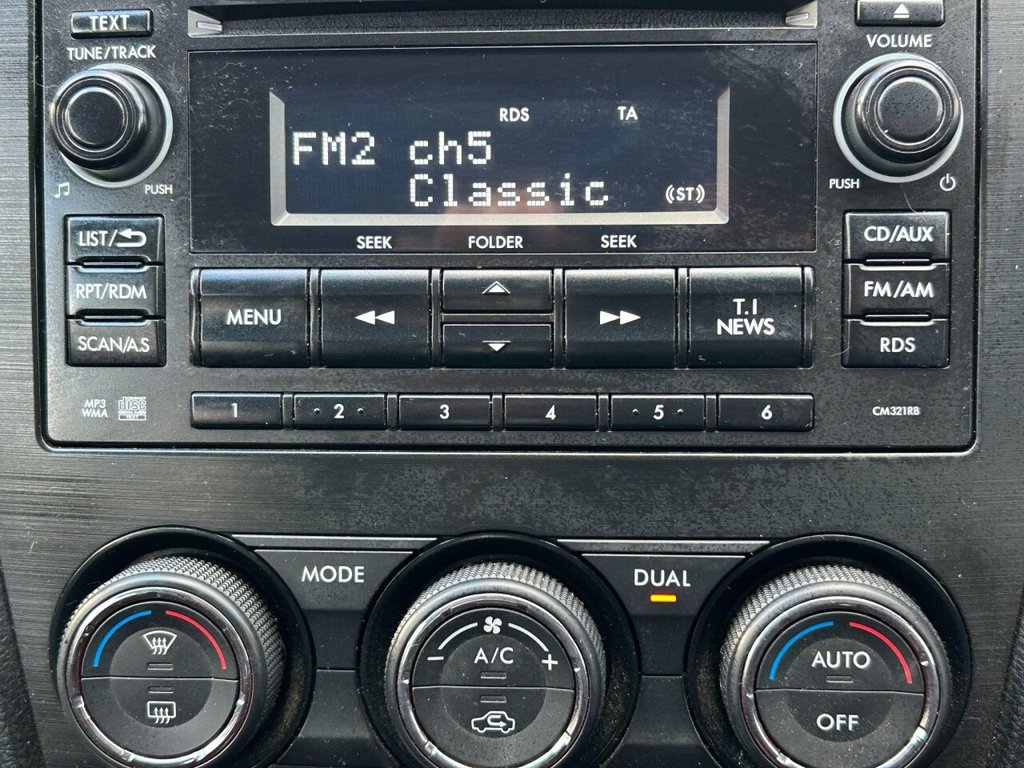 TEXT
TUNE/TRACK
VOLUME
RDS TA
FM2 ch5
Classic (ST)
PUSH
PUSH
LIST/
RPT/RDM
SCAN/A.S
SEEK FOLDER SEEK
MENU
T.I
NEWS
CD/AUX
FM/AM
RDS
MP3
WMA
disc
TEXT
1 2 3 4 5 6
CM321RB
MODE
DUAL
- A/C +
AUTO
OFF